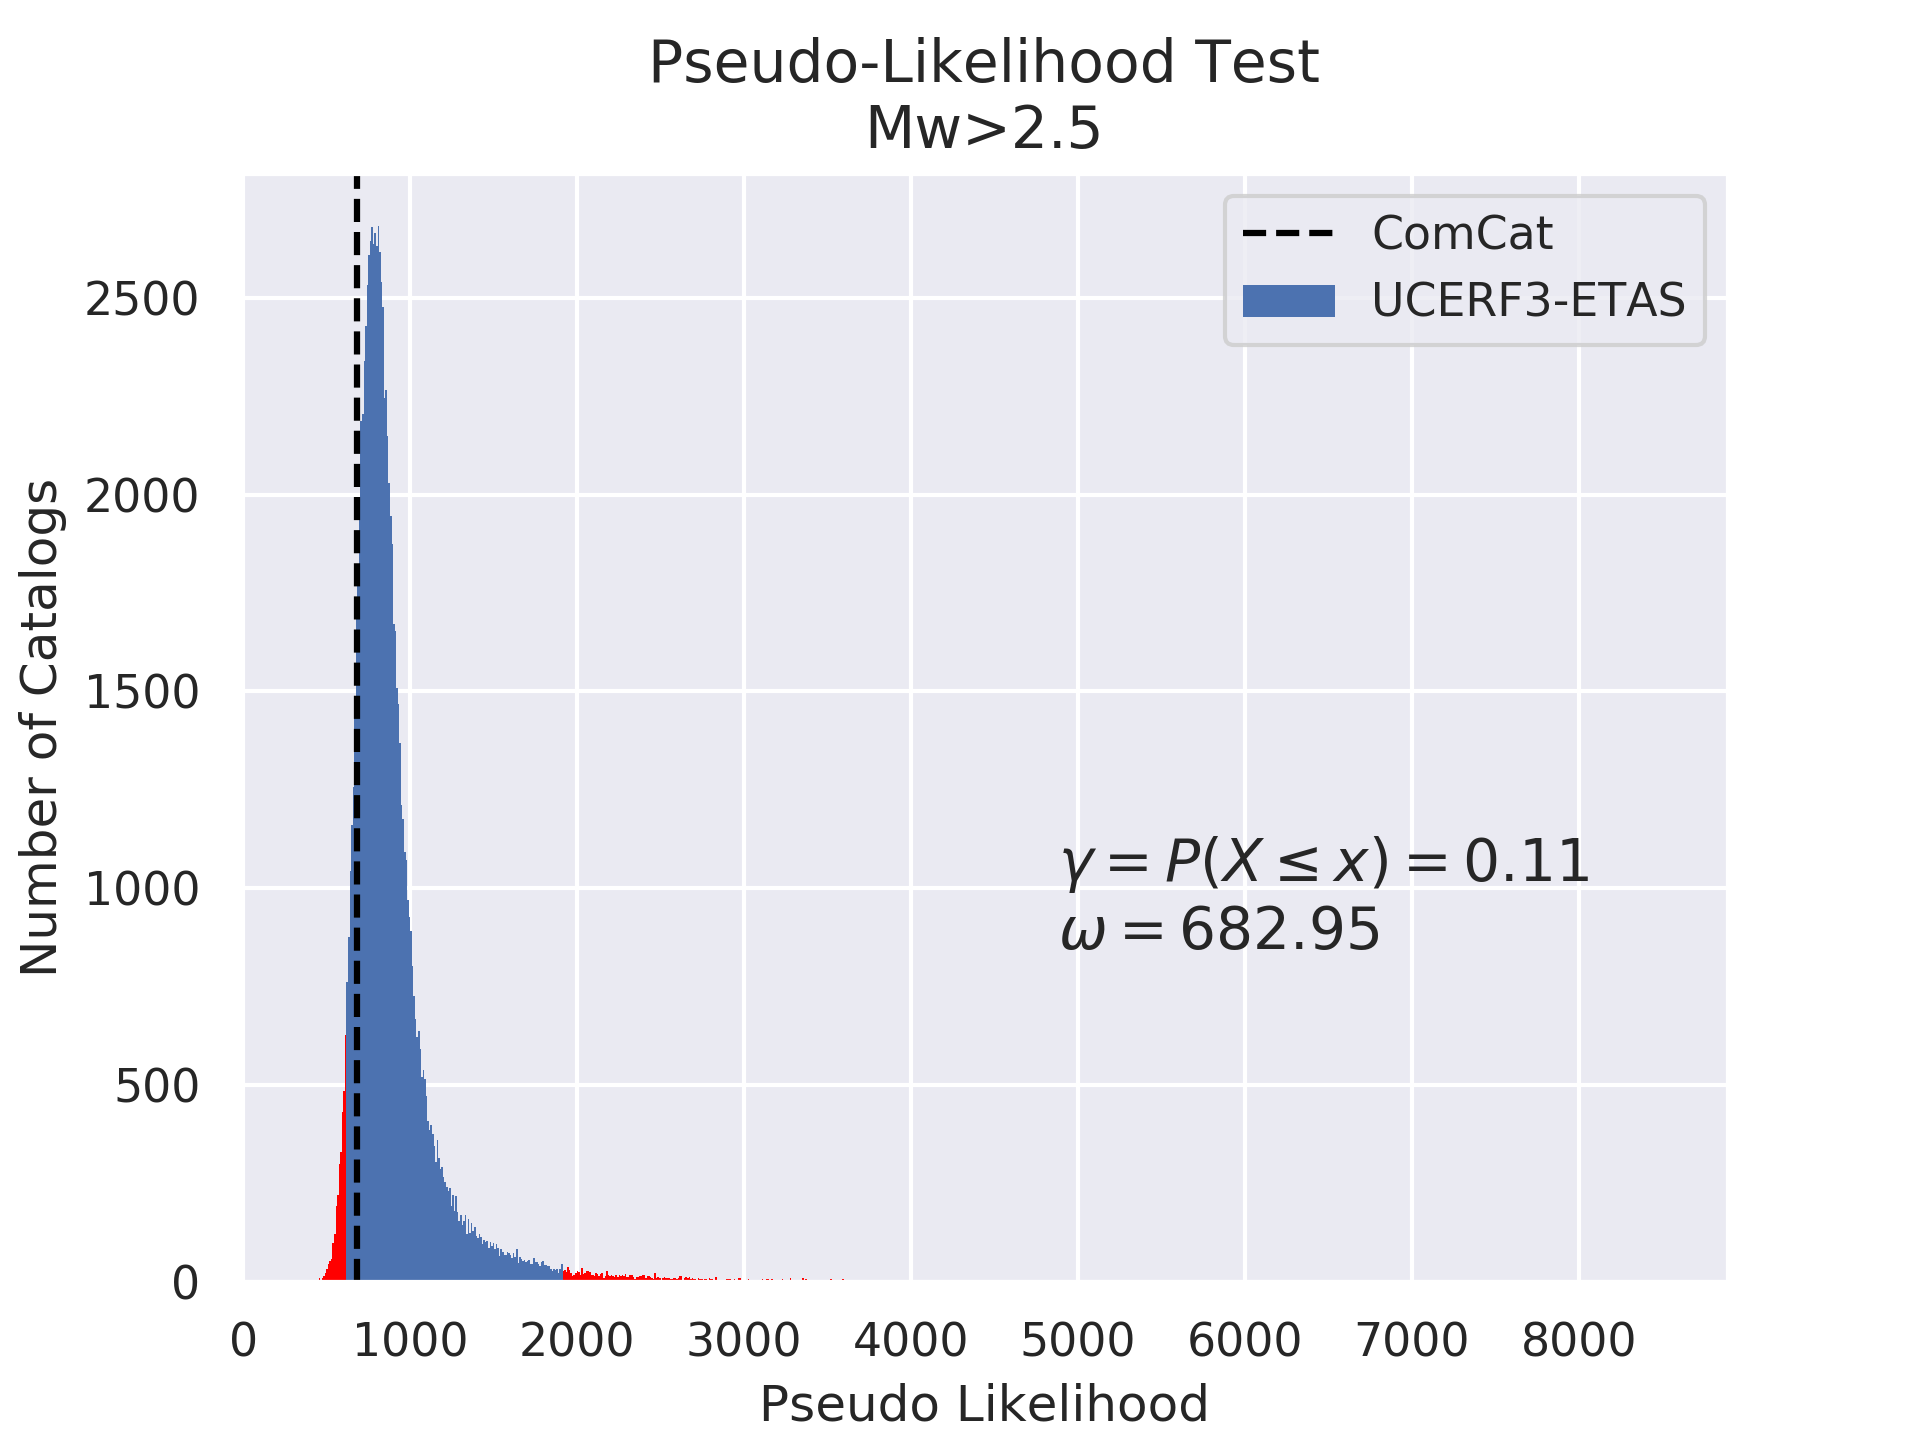 Pseudo-Likelihood Test
Mw>2.5
ComCat
UCERF3-ETAS
Number of Catalogs
2500
2000
1500
1000
500
0
γ = P(X ≤ x) = 0.11
ω = 682.95
0 1000 2000 3000 4000 5000 6000 7000 8000
Pseudo Likelihood